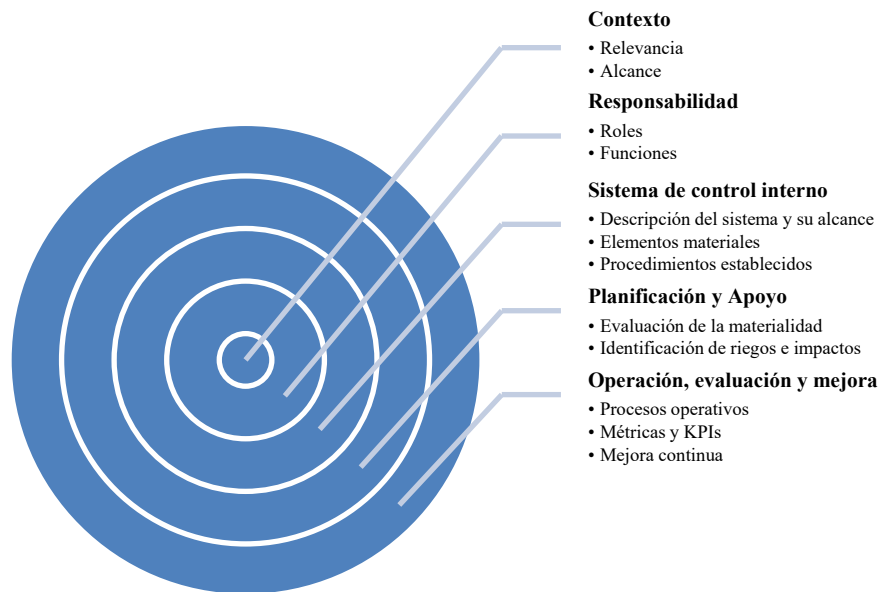 Contexto
• Relevancia
• Alcance
Responsabilidad
• Roles
• Funciones
Sistema de control interno
• Descripción del sistema y su alcance
• Elementos materiales
• Procedimientos establecidos
Planificación y Apoyo
• Evaluación de la materialidad
• Identificación de riegos e impactos
Operación, evaluación y mejora
• Procesos operativos
• Métricas y KPIs
• Mejora continua